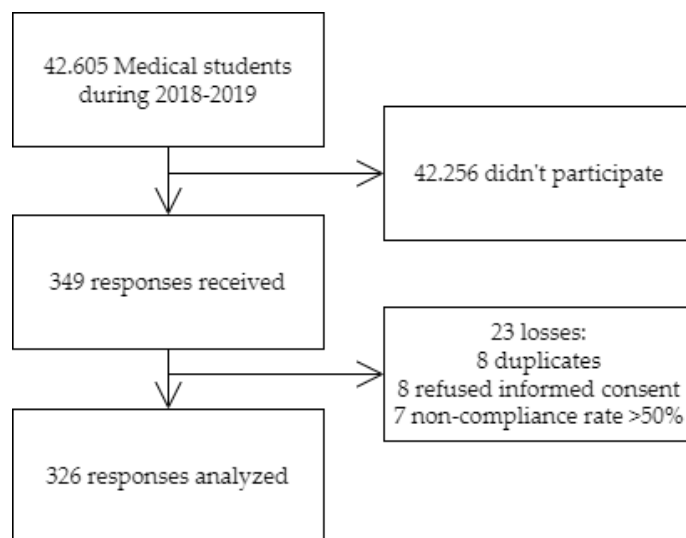 42.605 Medical students
during 2018-2019
42.256 didn't participate
349 responses received
23 losses:
8 duplicates
8 refused informed consent
7 non-compliance rate >50%
326 responses analyzed